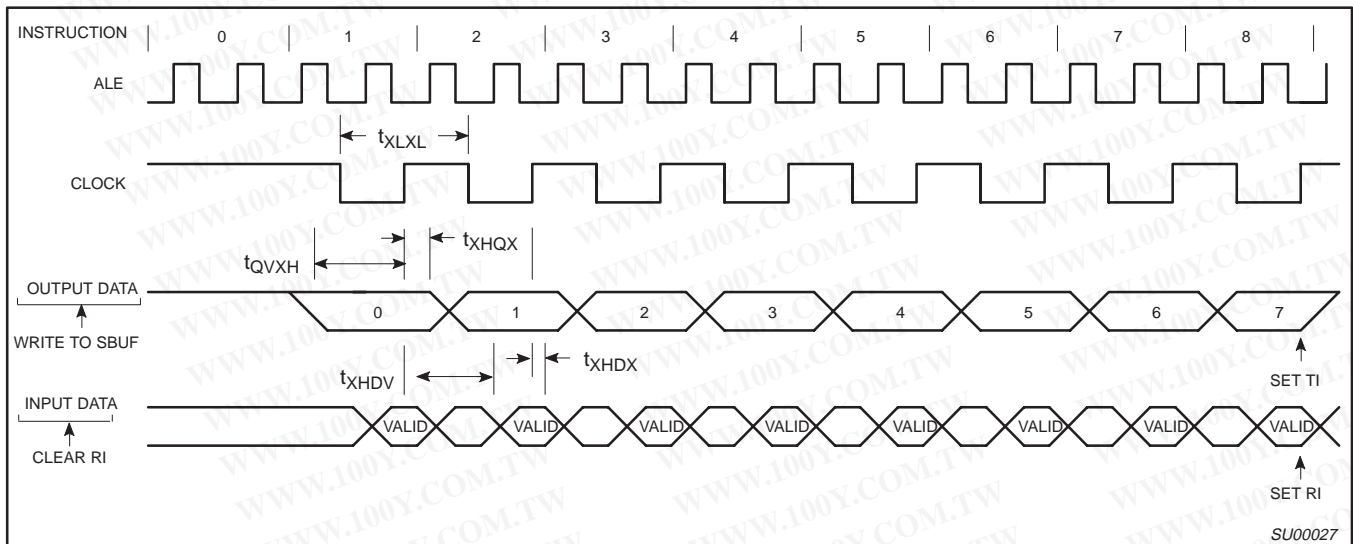 INSTRUCTION 0 1 2 3 4 5 6 7 8
ALE
tXLXL
CLOCK
tXHQX
tQVXH
OUTPUT DATA
0 1 2 3 4 5 6 7
WRITE TO SBUF
tXHDX
tXHDV
SET TI
INPUT DATA
VALID VALID VALID VALID VALID VALID VALID VALID
CLEAR RI
SET RI
SU00027
WWW.100Y.COM.TW